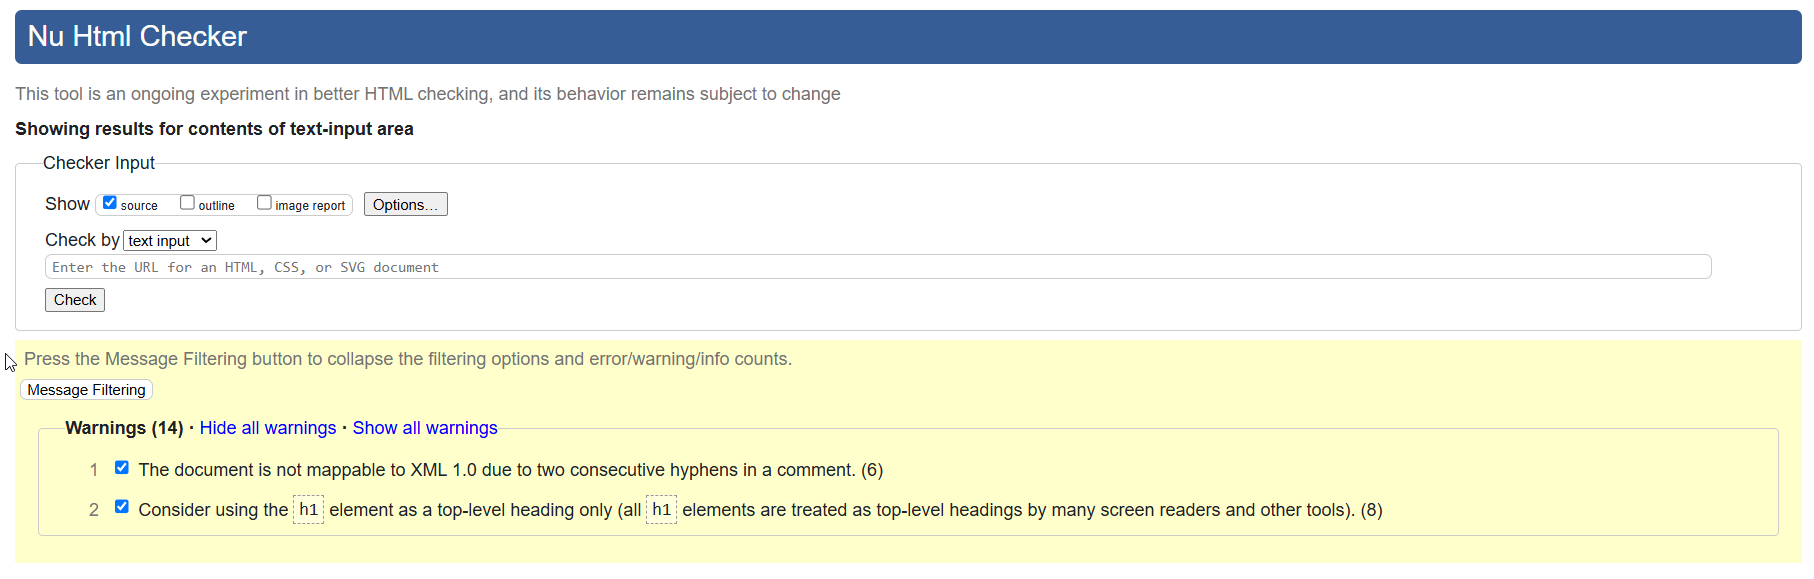 Nu Html Checker
This tool is an ongoing experiment in better HTML checking, and its behavior remains subject to change
Showing results for contents of text-input area
Checker Input
Show source outline image report Options...
Check by text input
Enter the URL for an HTML, CSS, or SVG document
Check
Press the Message Filtering button to collapse the filtering options and error/warning/info counts.
Message Filtering
Warnings (14) · Hide all warnings · Show all warnings
1 The document is not mappable to XML 1.0 due to two consecutive hyphens in a comment. (6)
2 Consider using the h1 element as a top-level heading only (all h1 elements are treated as top-level headings by many screen readers and other tools). (8)